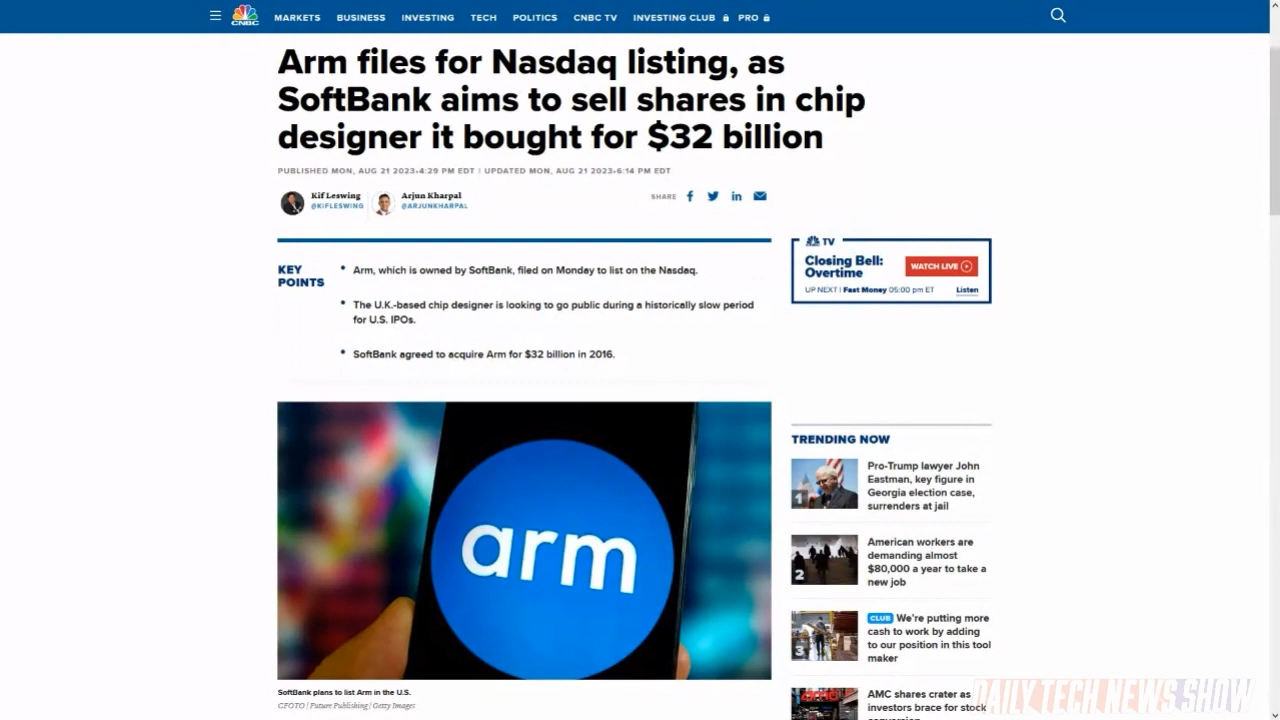 CNBC
MARKETS BUSINESS INVESTING TECH POLITICS CNBC TV INVESTING CLUB PRO
Arm files for Nasdaq listing, as
SoftBank aims to sell shares in chip
designer it bought for $32 billion
PUBLISHED MON, AUG 21 2023•4:29 PM EDT | UPDATED MON, AUG 21 2023•6:14 PM EDT
Kif Leswing
@KIFLESWING
Arjun Kharpal
@ARJUNKHARPAL
SHARE
KEY
POINTS
• Arm, which is owned by SoftBank, filed on Monday to list on the Nasdaq.
• The U.K.-based chip designer is looking to go public during a historically slow period
for U.S. IPOs.
• SoftBank agreed to acquire Arm for $32 billion in 2016.
arm
SoftBank plans to list Arm in the U.S.
CFOTO | Future Publishing | Getty Images
TV
Closing Bell:
Overtime
WATCH LIVE
UP NEXT | Fast Money 05:00 pm ET
Listen
TRENDING NOW
1
Pro-Trump lawyer John
Eastman, key figure in
Georgia election case,
surrenders at jail
2
American workers are
demanding almost
$80,000 a year to take a
new job
3
CLUB We're putting more
cash to work by adding
to our position in this tool
maker
AMC shares crater as
investors brace for stock
DAILY TECH NEWS SHOW